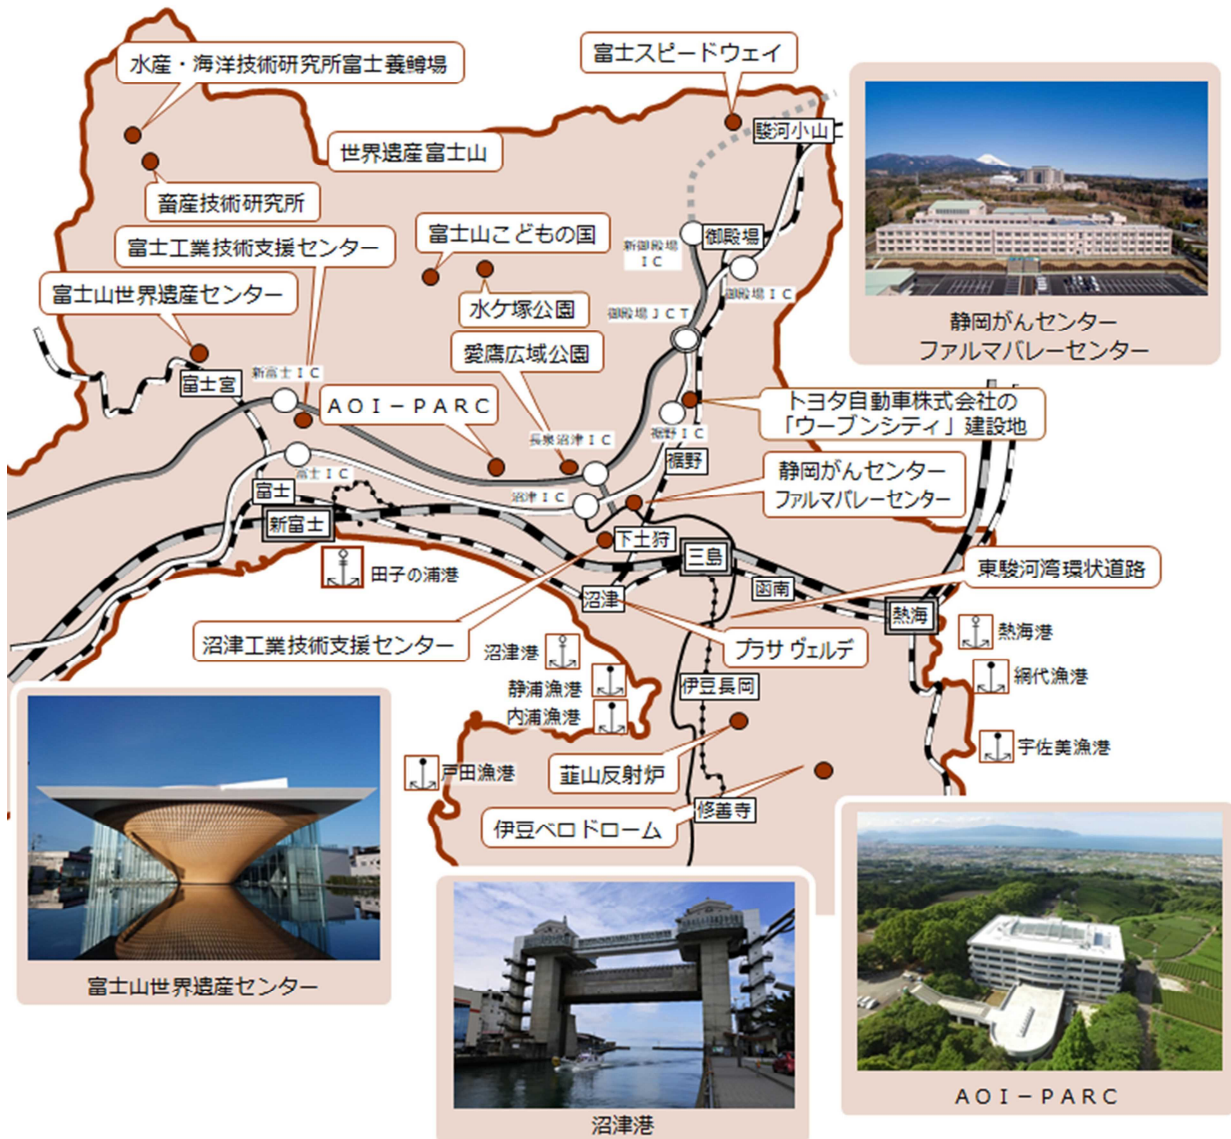 水産・海洋技術研究所富士養鱒場
富士スピードウェイ
駿河小山
世界遺産富士山
畜産技術研究所
富士工業技術支援センター
富士山こどもの国
新御殿場
ＩＣ
御殿場
富士山世界遺産センター
水ケ塚公園
御殿場ＩＣ
御殿場ＪＣＴ
静岡がんセンター
ファルマバレーセンター
愛鷹広域公園
富士宮
新富士ＩＣ
ＡＯＩ－ＰＡＲＣ
トヨタ自動車株式会社の
「ウーブンシティ」建設地
長泉沼津ＩＣ
裾野ＩＣ
裾野
富士ＩＣ
静岡がんセンター
ファルマバレーセンター
富士
沼津ＩＣ
新富士
下土狩
三島
田子の浦港
函南
東駿河湾環状道路
沼津
熱海
沼津工業技術支援センター
沼津港
プラサ ヴェルデ
熱海港
静浦漁港
伊豆長岡
網代漁港
内浦漁港
宇佐美漁港
戸田漁港
韮山反射炉
修善寺
伊豆ベロドローム
富士山世界遺産センター
沼津港
ＡＯＩ－ＰＡＲＣ